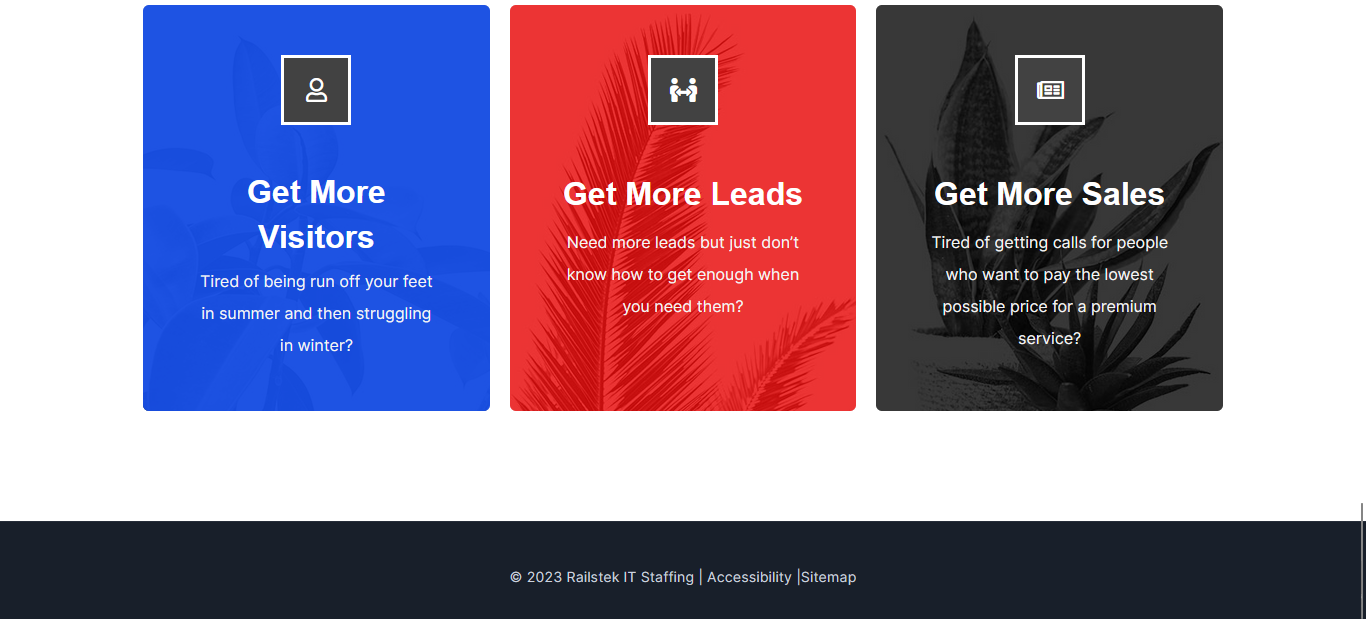 Get More
Visitors
Tired of being run off your feet
in summer and then struggling
in winter?
Get More Leads
Need more leads but just don’t
know how to get enough when
you need them?
Get More Sales
Tired of getting calls for people
who want to pay the lowest
possible price for a premium
service?
© 2023 Railstek IT Staffing | Accessibility |Sitemap